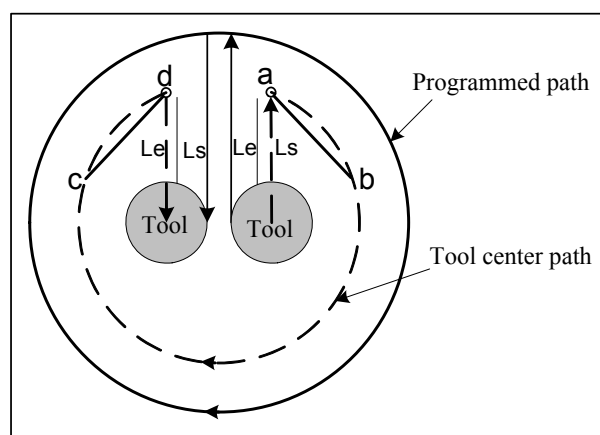 Programmed path
d
a
Le
Ls
Le
Ls
c
b
Tool
Tool
Tool center path